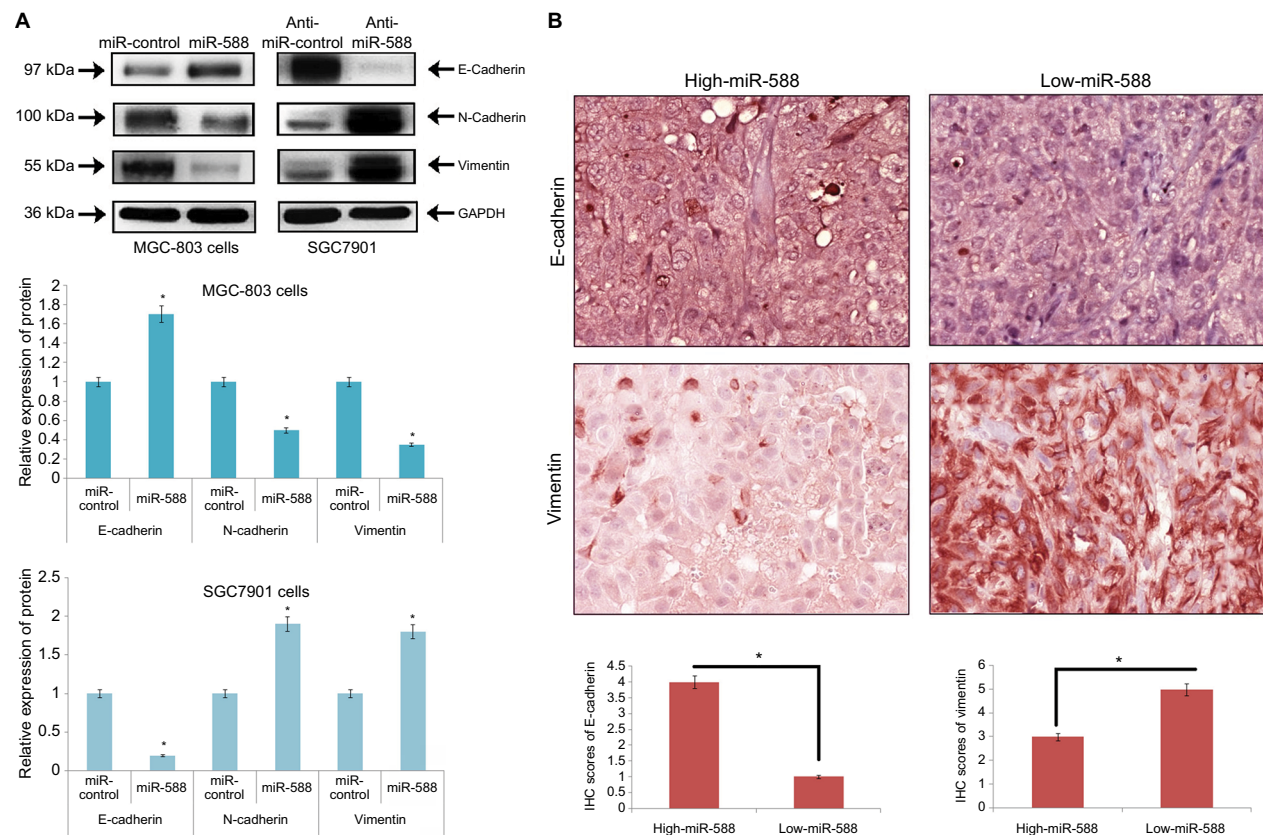 A
miR-control miR-588
Anti-miR-control Anti-miR-588
97 kDa E-Cadherin
100 kDa N-Cadherin
55 kDa Vimentin
36 kDa GAPDH
MGC-803 cells SGC7901
MGC-803 cells
Relative expression of protein
2
1.8
1.6
1.4
1.2
1
0.8
0.6
0.4
0.2
0
* * *
miR-control miR-588 miR-control miR-588 miR-control miR-588
E-cadherin N-cadherin Vimentin
SGC7901 cells
Relative expression of protein
2.5
2
1.5
1
0.5
0
* * *
miR-control miR-588 miR-control miR-588 miR-control miR-588
E-cadherin N-cadherin Vimentin
B
High-miR-588 Low-miR-588
E-cadherin
Vimentin
IHC scores of E-cadherin
4.5
4
3.5
3
2.5
2
1.5
1
0.5
0
*
High-miR-588 Low-miR-588
IHC scores of vimentin
6
5
4
3
2
1
0
*
High-miR-588 Low-miR-588